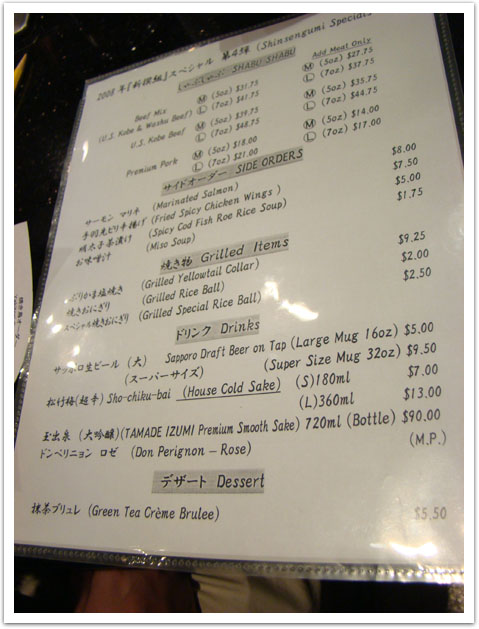 2008 年「新撰組」スペシャル 第4弾 (Shinsengumi Specials
しゃぶしゃぶ SHABU SHABU
Add Meat Only
Beef Mix Ⓜ (5oz) $31.75 Ⓜ (5oz) $27.75
(U.S. Kobe & Washu Beef) Ⓛ (7oz) $41.75 Ⓛ (7oz) $37.75
U.S. Kobe Beef Ⓜ (5oz) $39.75 Ⓜ (5oz) $35.75
Ⓛ (7oz) $48.75 Ⓛ (7oz) $44.75
Premium Pork Ⓜ (5oz) $18.00 Ⓜ (5oz) $14.00
Ⓛ (7oz) $21.00 Ⓛ (7oz) $17.00
サイドオーダー SIDE ORDERS
サーモン マリネ (Marinated Salmon) $8.00
手羽先ピリ辛揚げ (Fried Spicy Chicken Wings ) $7.50
明太子茶漬け (Spicy Cod Fish Roe Rice Soup) $5.00
お味噌汁 (Miso Soup) $1.75
焼き物 Grilled Items
ぶりかま塩焼き (Grilled Yellowtail Collar) $9.25
焼きおにぎり (Grilled Rice Ball) $2.00
スペシャル焼きおにぎり (Grilled Special Rice Ball) $2.50
ドリンク Drinks
サッポロ生ビール (大) Sapporo Draft Beer on Tap (Large Mug 16oz) $5.00
(スーパーサイズ) (Super Size Mug 32oz) $9.50
松竹梅(超辛) Sho-chiku-bai (House Cold Sake) (S)180ml $7.00
(L)360ml $13.00
玉出泉 (大吟醸)(TAMADE IZUMI Premium Smooth Sake) 720ml (Bottle) $90.00
ドンペリニョン ロゼ (Don Perignon – Rose) (M.P.)
デザート Dessert
抹茶ブリュレ (Green Tea Crème Brulee) $5.50